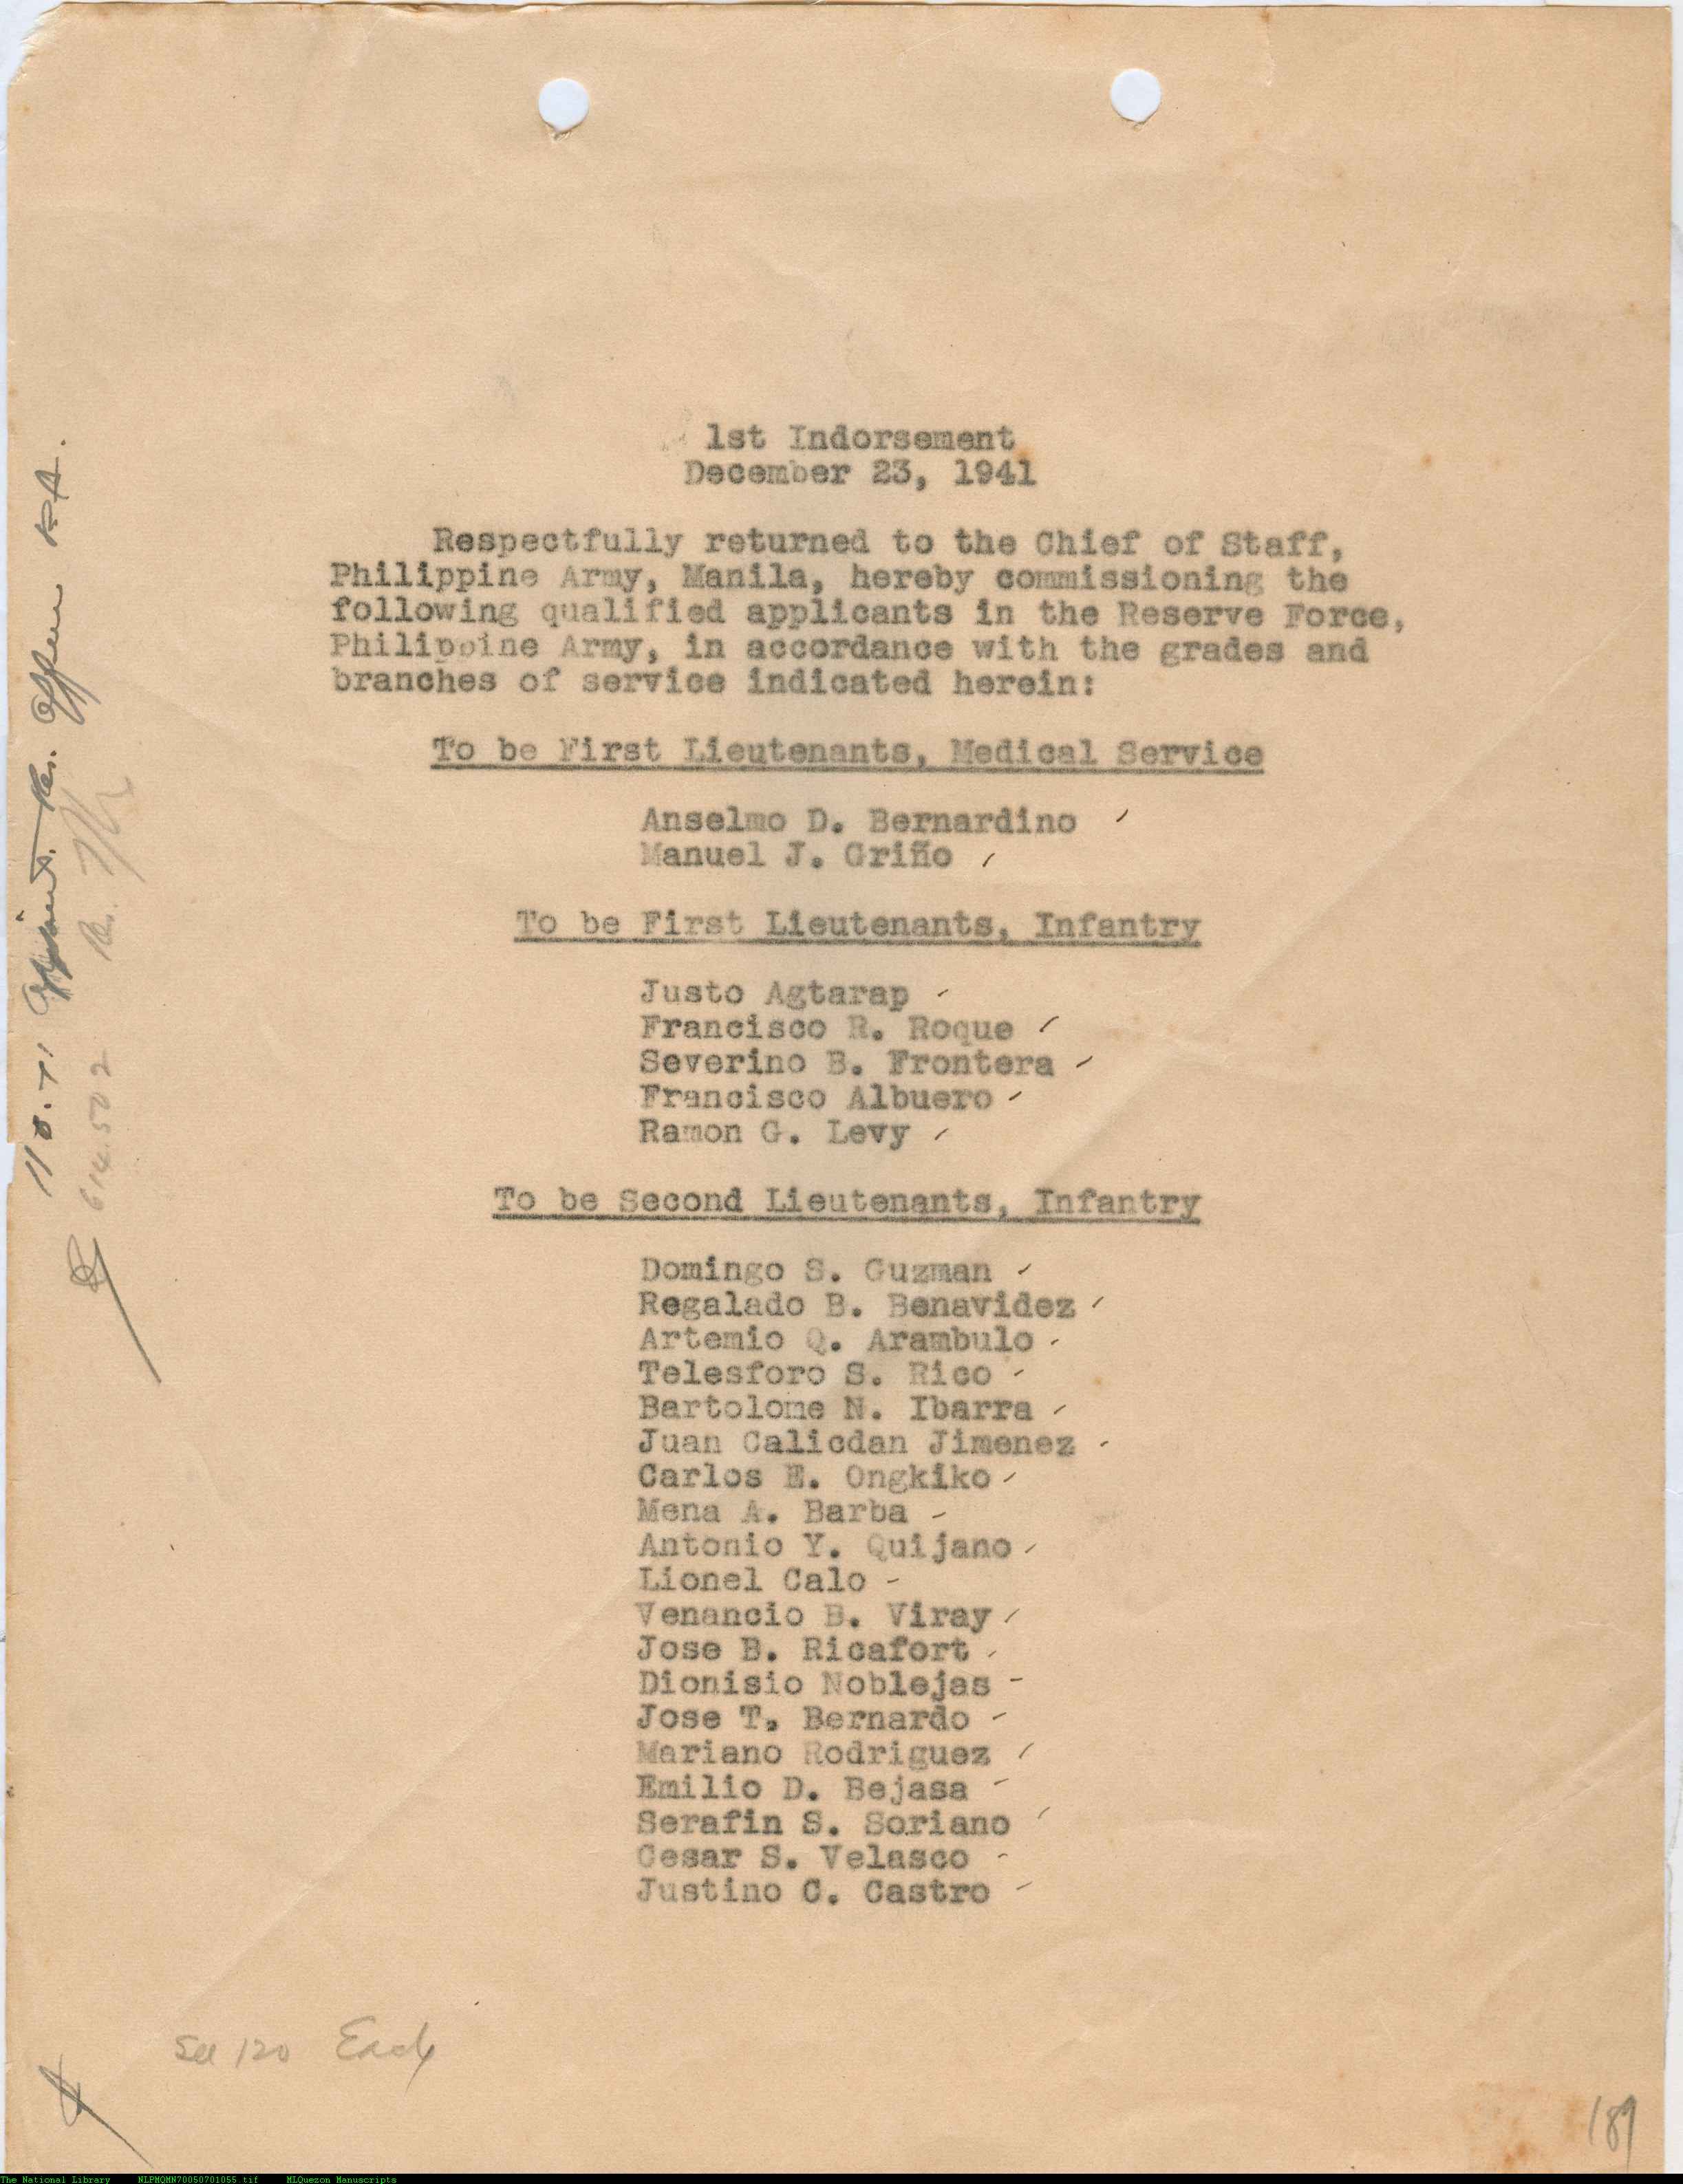 1st Indorsement
December 23, 1941
Respectfully returned to the Chief of Staff,
Philippine Army, Manila, hereby commissioning the
following qualified applicants in the Reserve Force,
Philippine Army, in accordance with the grades and
branches of service indicated herein:
To be First Lieutenants, Medical Service
Anselmo D. Bernardino
Manuel J. Griño
To be First Lieutenants, Infantry
Justo Agtarap
Francisco R. Roque
Severino B. Frontera
Francisco Albuero
Ramon G. Levy
To be Second Lieutenants, Infantry
Domingo S. Guzman
Regalado B. Benavidez
Artemio Q. Arambulo
Telesforo S. Rico
Bartolome N. Ibarra
Juan Calicdan Jimenez
Carlos E. Ongkiko
Mena A. Barba
Antonio Y. Quijano
Lionel Calo
Venancio B. Viray
Jose B. Ricafort
Dionisio Noblejas
Jose T. Bernardo
Mariano Rodriguez
Emilio D. Bejasa
Serafin S. Soriano
Cesar S. Velasco
Justino C. Castro
See 120
189
The National Library NLPMQMN70050701055.tif MLQuezon Manuscripts